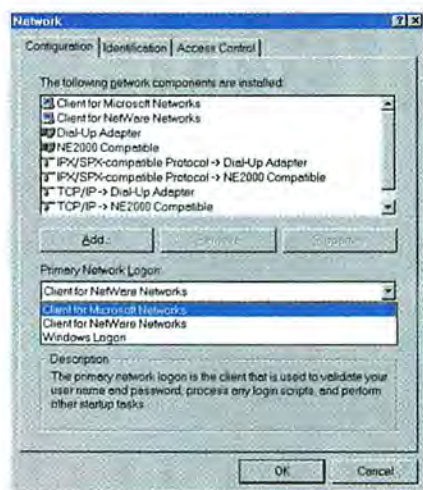 Network
Configuration
Identification
Access Control
The following network components are installed:
Client for Microsoft Networks
Client for NetWare Networks
Dial-Up Adapter
NE2000 Compatible
IPX/SPX-compatible Protocol -> Dial-Up Adapter
IPX/SPX-compatible Protocol -> NE2000 Compatible
TCP/IP -> Dial-Up Adapter
TCP/IP -> NE2000 Compatible
Add...
Remove
Properties
Primary Network Logon:
Client for NetWare Networks
Client for Microsoft Networks
Client for NetWare Networks
Windows Logon
Description
The primary network logon is the client that is used to validate your
user name and password, process any login scripts, and perform
other startup tasks.
OK
Cancel